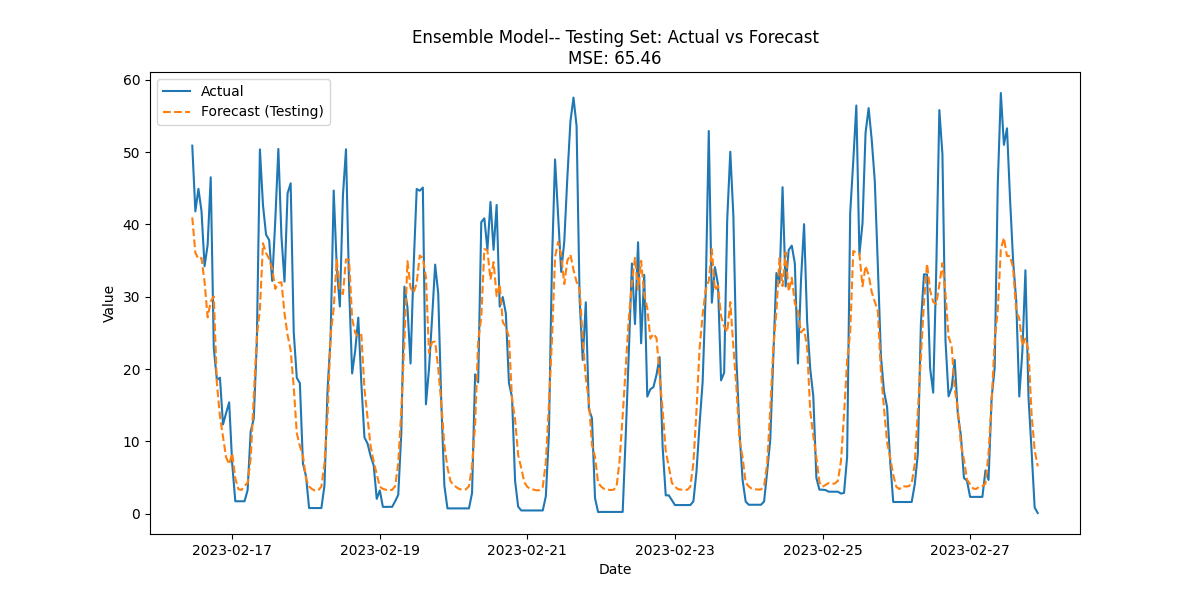 Ensemble Model-- Testing Set: Actual vs Forecast
MSE: 65.46
Actual
Forecast (Testing)
60
50
40
30
20
10
0
Value
2023-02-17
2023-02-19
2023-02-21
2023-02-23
2023-02-25
2023-02-27
Date